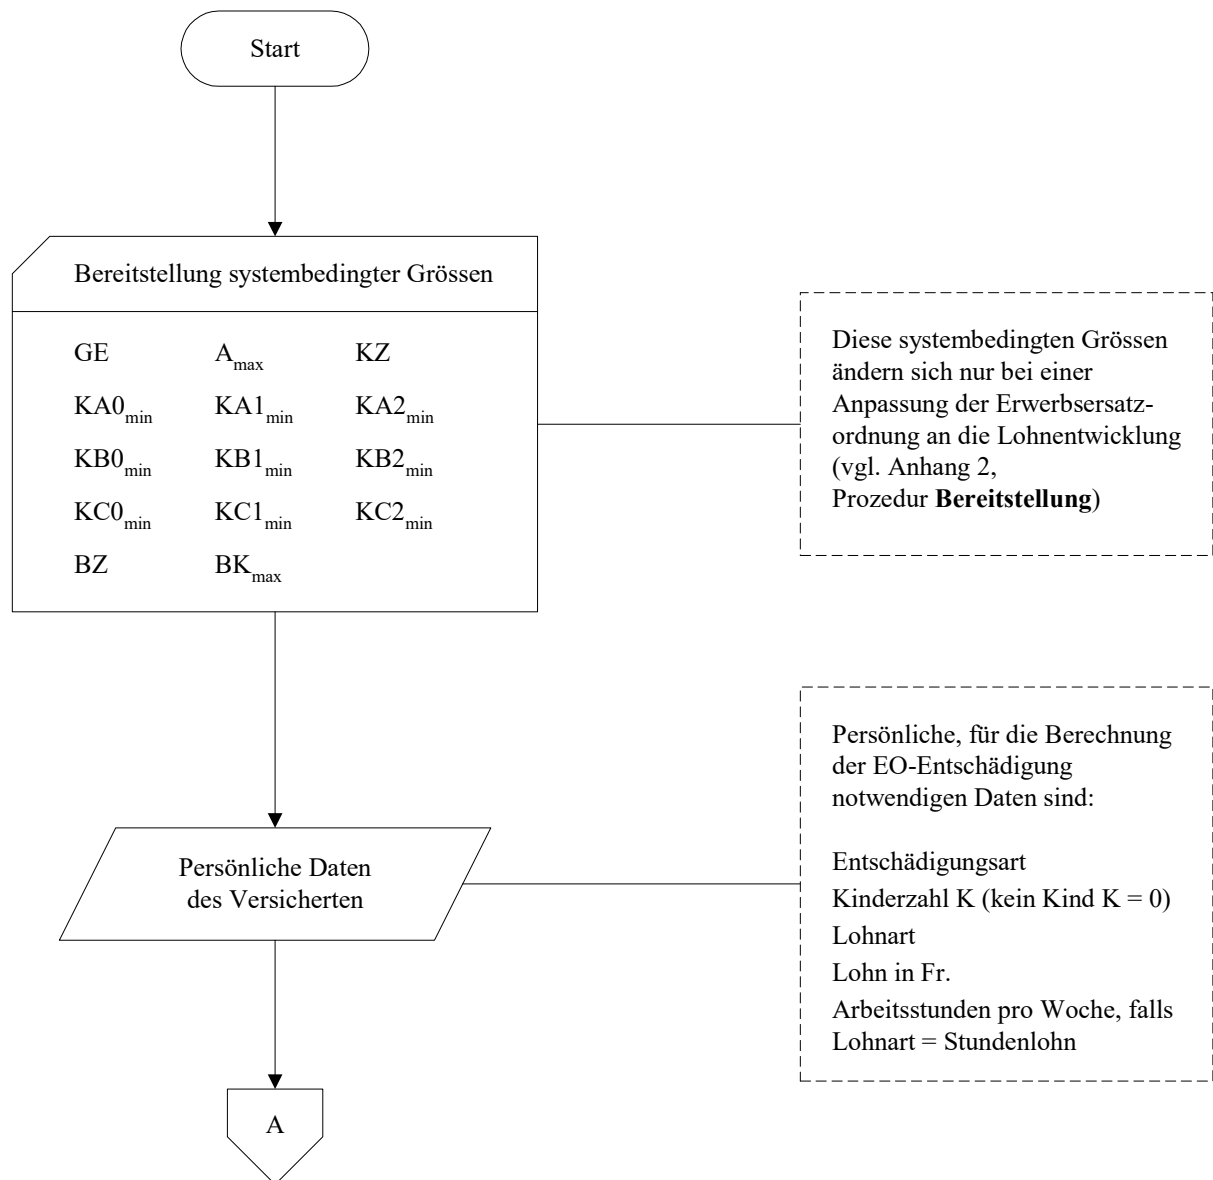 Start
Bereitstellung systembedingter Grössen
GE A_max KZ
KA0_min KA1_min KA2_min
KB0_min KB1_min KB2_min
KC0_min KC1_min KC2_min
BZ BK_max
Diese systembedingten Grössen
ändern sich nur bei einer
Anpassung der Erwerbsersatz-
ordnung an die Lohnentwicklung
(vgl. Anhang 2,
Prozedur Bereitstellung)
Persönliche Daten
des Versicherten
Persönliche, für die Berechnung
der EO-Entschädigung
notwendigen Daten sind:
Entschädigungsart
Kinderzahl K (kein Kind K = 0)
Lohnart
Lohn in Fr.
Arbeitsstunden pro Woche, falls
Lohnart = Stundenlohn
A